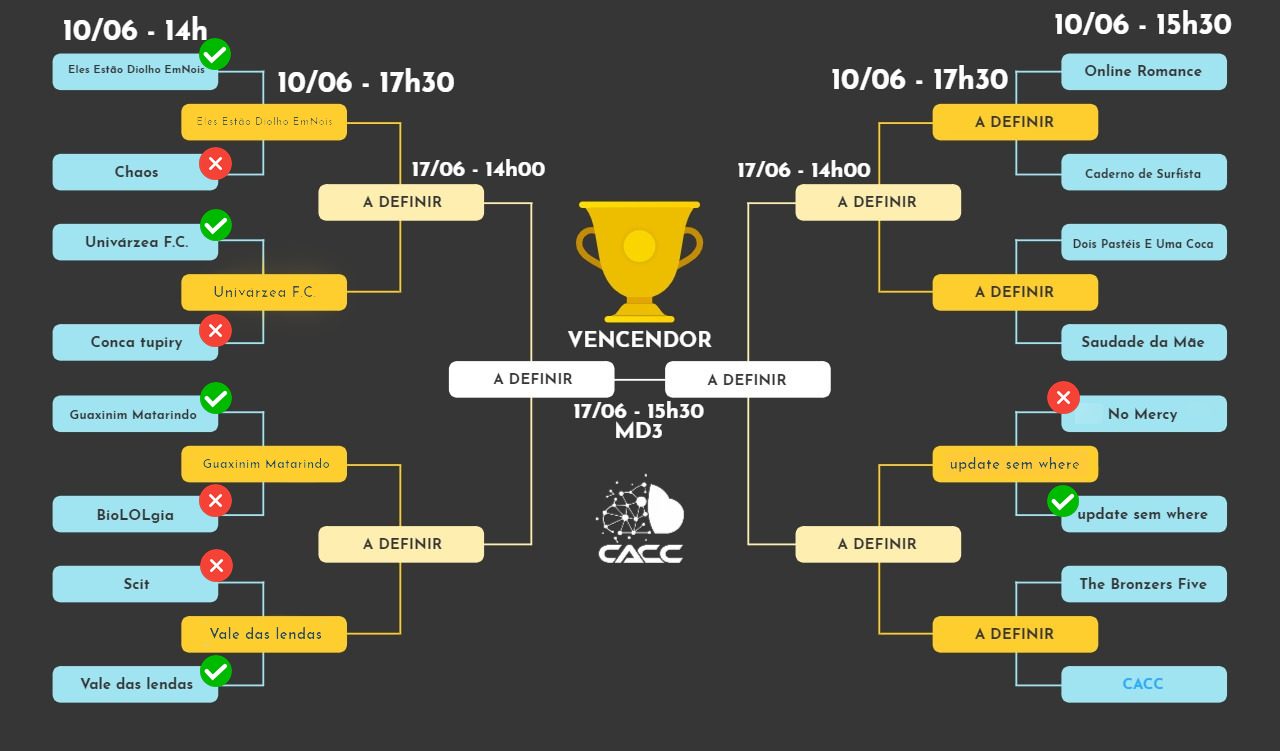 10/06 - 14h
10/06 - 15h30
10/06 - 17h30
10/06 - 17h30
17/06 - 14h00
17/06 - 14h00
Eles Estão Diolho EmNois
Eles Estão Diolho EmNois
Chaos
A DEFINIR
Univárzea F.C.
Univárzea F.C.
Conca tupiry
Guaxinim Matarindo
Guaxinim Matarindo
BioLOLgia
A DEFINIR
Scit
Vale das lendas
Vale das lendas
VENCENDOR
A DEFINIR
A DEFINIR
17/06 - 15h30
MD3
CACC
Online Romance
A DEFINIR
Caderno de Surfista
A DEFINIR
Dois Pastéis E Uma Coca
A DEFINIR
Saudade da Mãe
No Mercy
update sem where
update sem where
A DEFINIR
The Bronzers Five
A DEFINIR
CACC